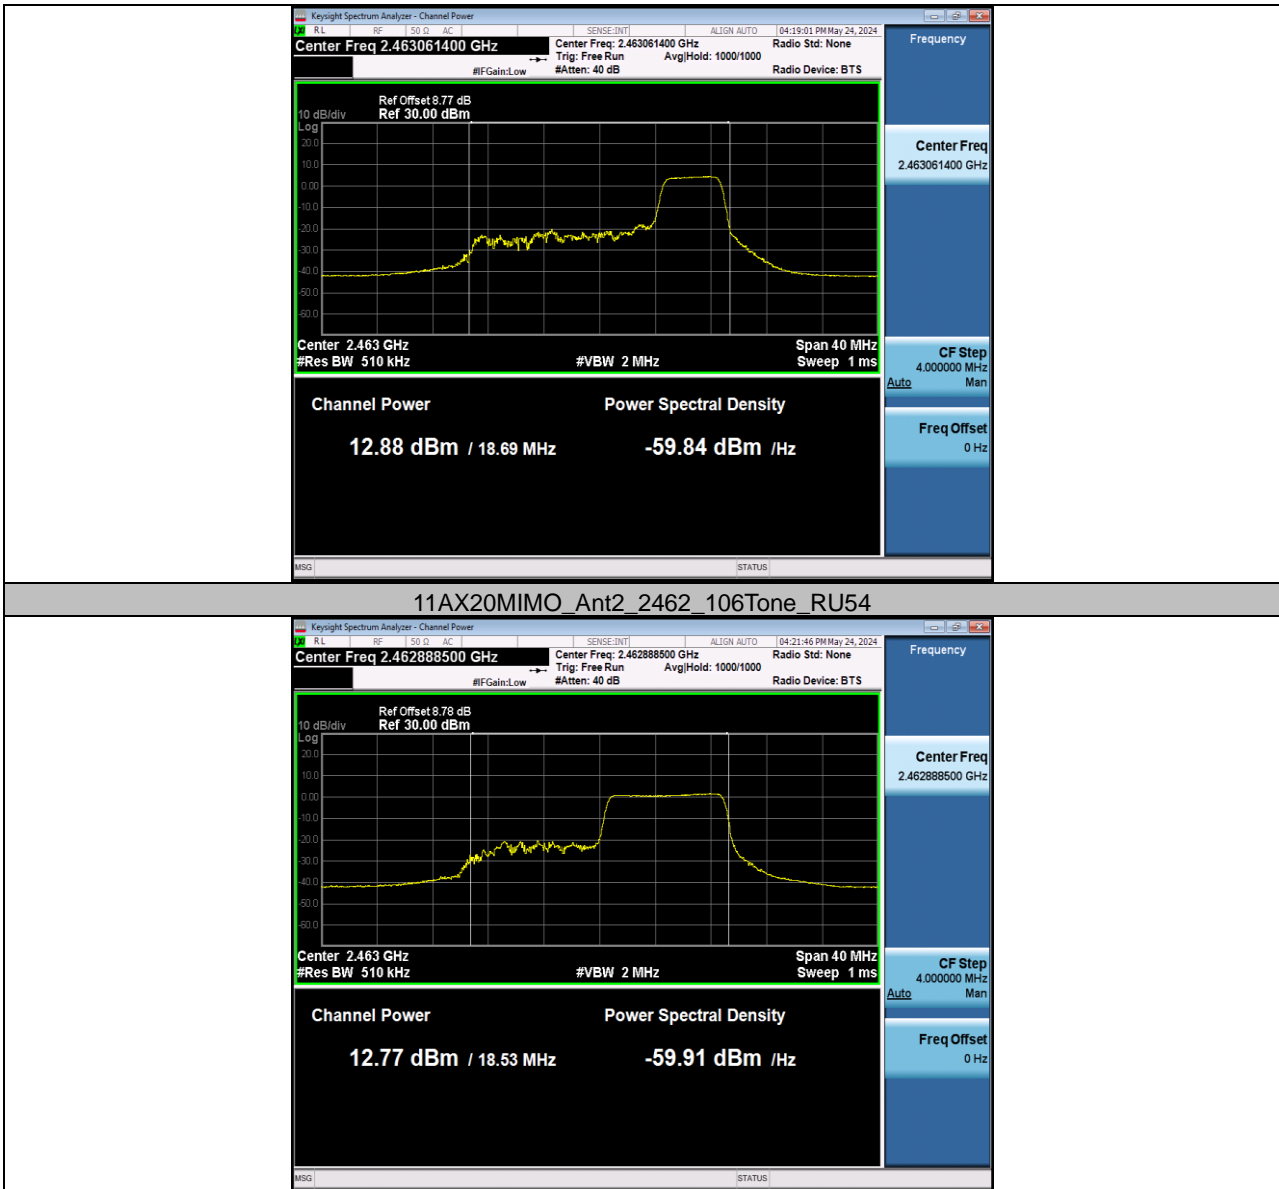 Keysight Spectrum Analyzer - Channel Power
RL RF 50 Ω AC SENSE:INT ALIGN AUTO 04:19:01 PM May 24, 2024
Center Freq 2.463061400 GHz
Center Freq: 2.463061400 GHz Radio Std: None
Trig: Free Run Avg|Hold: 1000/1000
#IFGain:Low #Atten: 40 dB Radio Device: BTS
Frequency
Ref Offset 8.77 dB
10 dB/div Ref 30.00 dBm
Log
20.0
10.0
0.00
-10.0
-20.0
-30.0
-40.0
-50.0
-60.0
Center 2.463 GHz Span 40 MHz
#Res BW 510 kHz #VBW 2 MHz Sweep 1 ms
Center Freq
2.463061400 GHz
CF Step
4.000000 MHz
Auto Man
Freq Offset
0 Hz
Channel Power Power Spectral Density
12.88 dBm / 18.69 MHz -59.84 dBm /Hz
MSG STATUS
11AX20MIMO_Ant2_2462_106Tone_RU54
Keysight Spectrum Analyzer - Channel Power
RL RF 50 Ω AC SENSE:INT ALIGN AUTO 04:21:46 PM May 24, 2024
Center Freq 2.462888500 GHz
Center Freq: 2.462888500 GHz Radio Std: None
Trig: Free Run Avg|Hold: 1000/1000
#IFGain:Low #Atten: 40 dB Radio Device: BTS
Frequency
Ref Offset 8.78 dB
10 dB/div Ref 30.00 dBm
Log
20.0
10.0
0.00
-10.0
-20.0
-30.0
-40.0
-50.0
-60.0
Center 2.463 GHz Span 40 MHz
#Res BW 510 kHz #VBW 2 MHz Sweep 1 ms
Center Freq
2.462888500 GHz
CF Step
4.000000 MHz
Auto Man
Freq Offset
0 Hz
Channel Power Power Spectral Density
12.77 dBm / 18.53 MHz -59.91 dBm /Hz
MSG STATUS